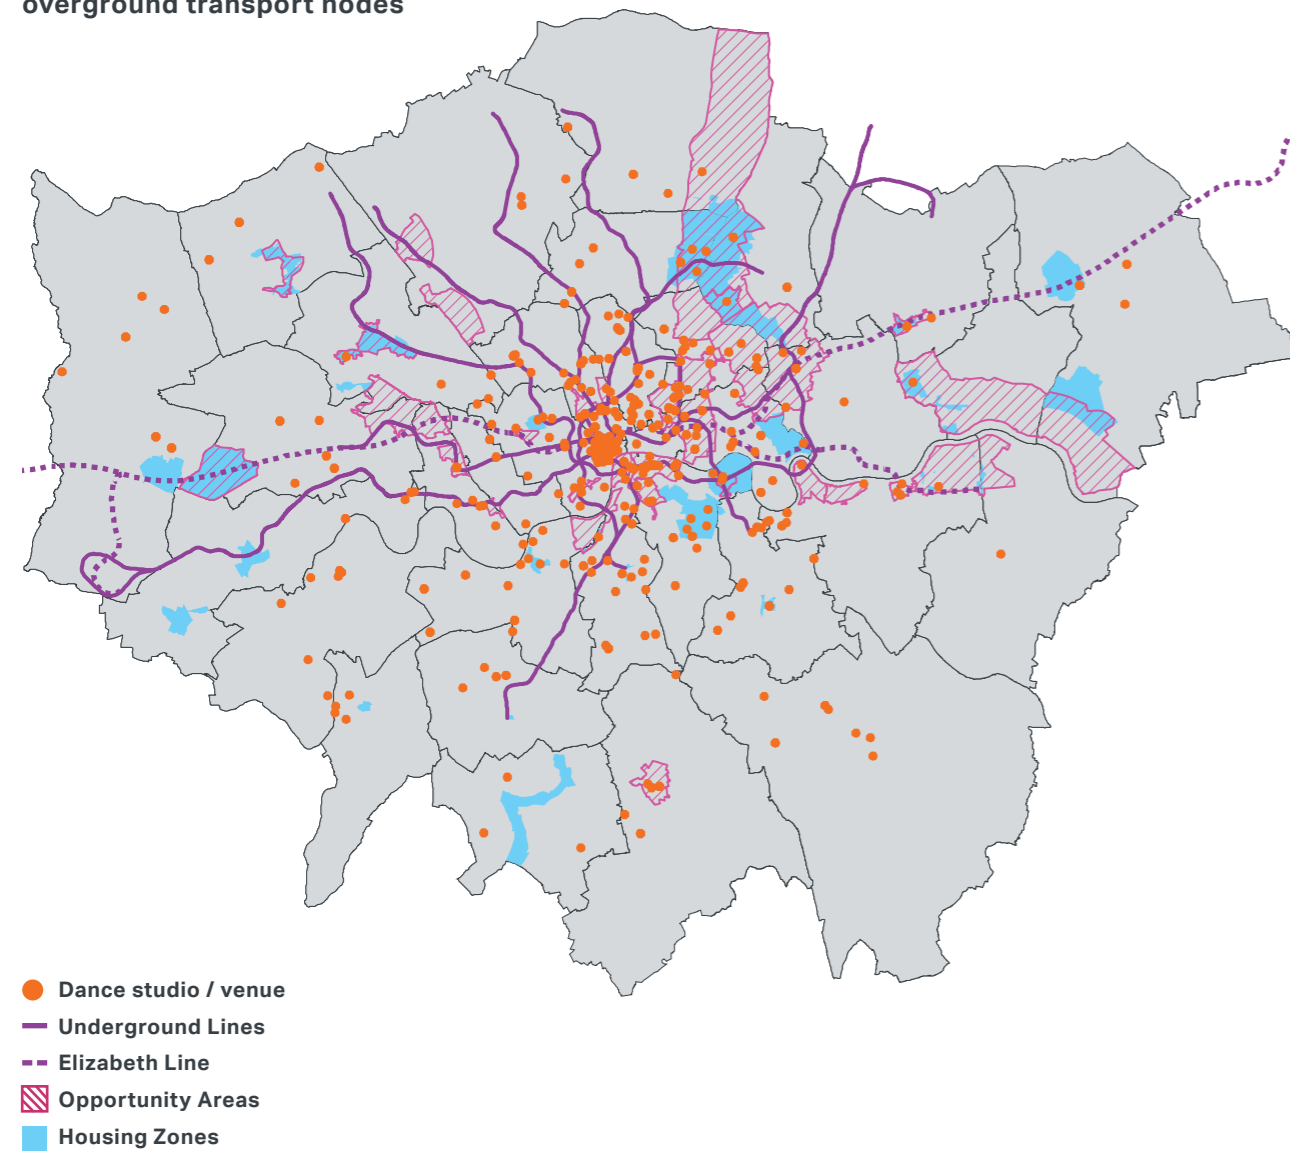 overground transport nodes
Dance studio / venue
Underground Lines
Elizabeth Line
Opportunity Areas
Housing Zones